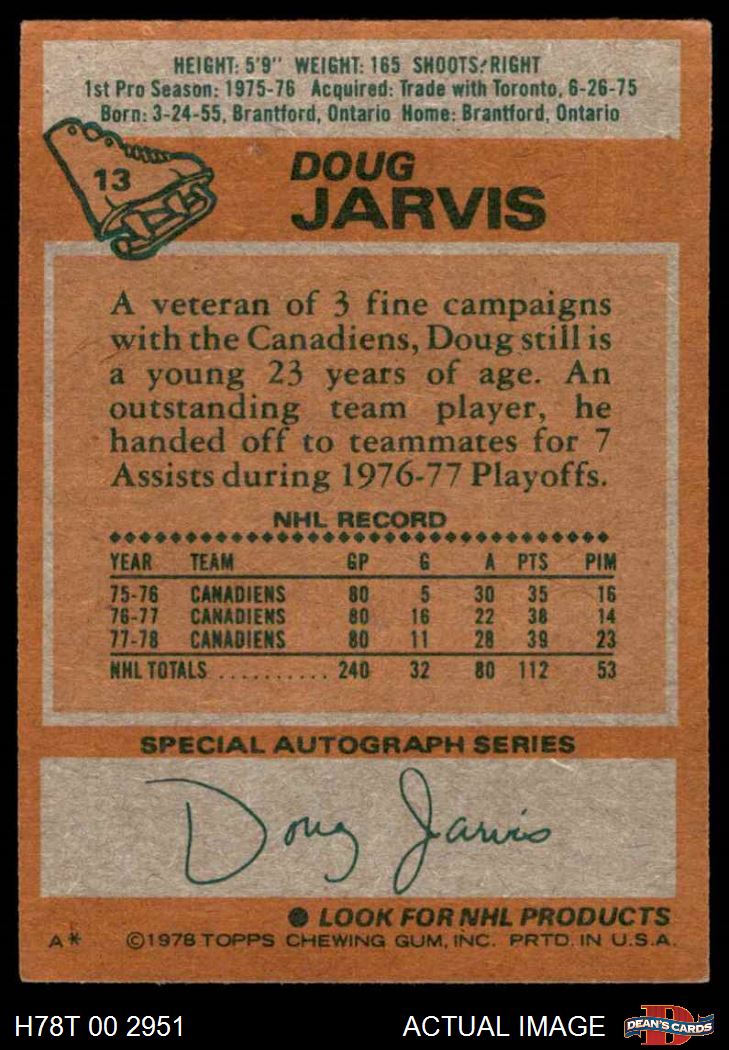 HEIGHT: 5'9" WEIGHT: 165 SHOOTS: RIGHT
1st Pro Season: 1975-76 Acquired: Trade with Toronto, 6-26-75
Born: 3-24-55, Brantford, Ontario Home: Brantford, Ontario
13
DOUG
JARVIS
A veteran of 3 fine campaigns
with the Canadiens, Doug still is
a young 23 years of age. An
outstanding team player, he
handed off to teammates for 7
Assists during 1976-77 Playoffs.
NHL RECORD
YEAR TEAM GP G A PTS PIM
75-76 CANADIENS 80 5 30 35 16
76-77 CANADIENS 80 16 22 38 14
77-78 CANADIENS 80 11 28 39 23
NHL TOTALS .......... 240 32 80 112 53
SPECIAL AUTOGRAPH SERIES
Doug Jarvis
● LOOK FOR NHL PRODUCTS
A* ©1978 TOPPS CHEWING GUM, INC. PRTD. IN U.S.A.
H78T 00 2951 ACTUAL IMAGE DEAN'S CARDS